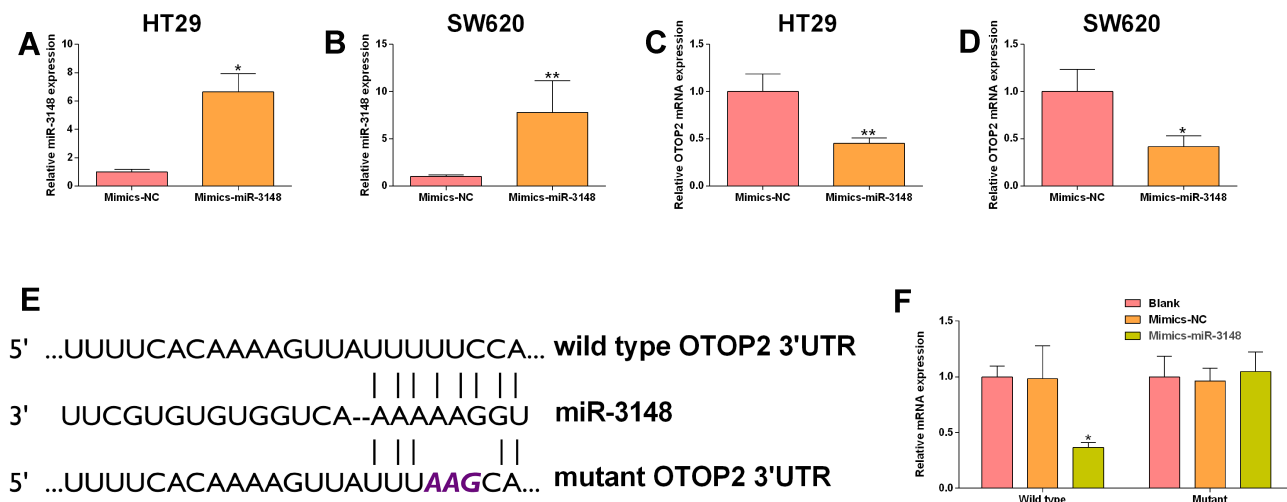 A
HT29
Relative miR-3148 expression
10
8
6
4
2
0
*
Mimics-NC
Mimics-miR-3148
B
SW620
Relative miR-3148 expression
15
10
5
0
**
Mimics-NC
Mimics-miR-3148
C
HT29
Relative OTOP2 mRNA expression
1.5
1.0
0.5
0.0
**
Mimics-NC
Mimics-miR-3148
D
SW620
Relative OTOP2 mRNA expression
1.5
1.0
0.5
0.0
*
Mimics-NC
Mimics-miR-3148
E
5' ...UUUUCACAAAAGUUAUUUUUCCA... wild type OTOP2 3'UTR
3' UUCGUGUGUGGUCA--AAAAAGGU miR-3148
5' ...UUUUCACAAAAGUUAUUUAAGCA... mutant OTOP2 3'UTR
F
Blank
Mimics-NC
Mimics-miR-3148
Relative mRNA expression
1.5
1.0
0.5
0.0
*
Wild type
Mutant